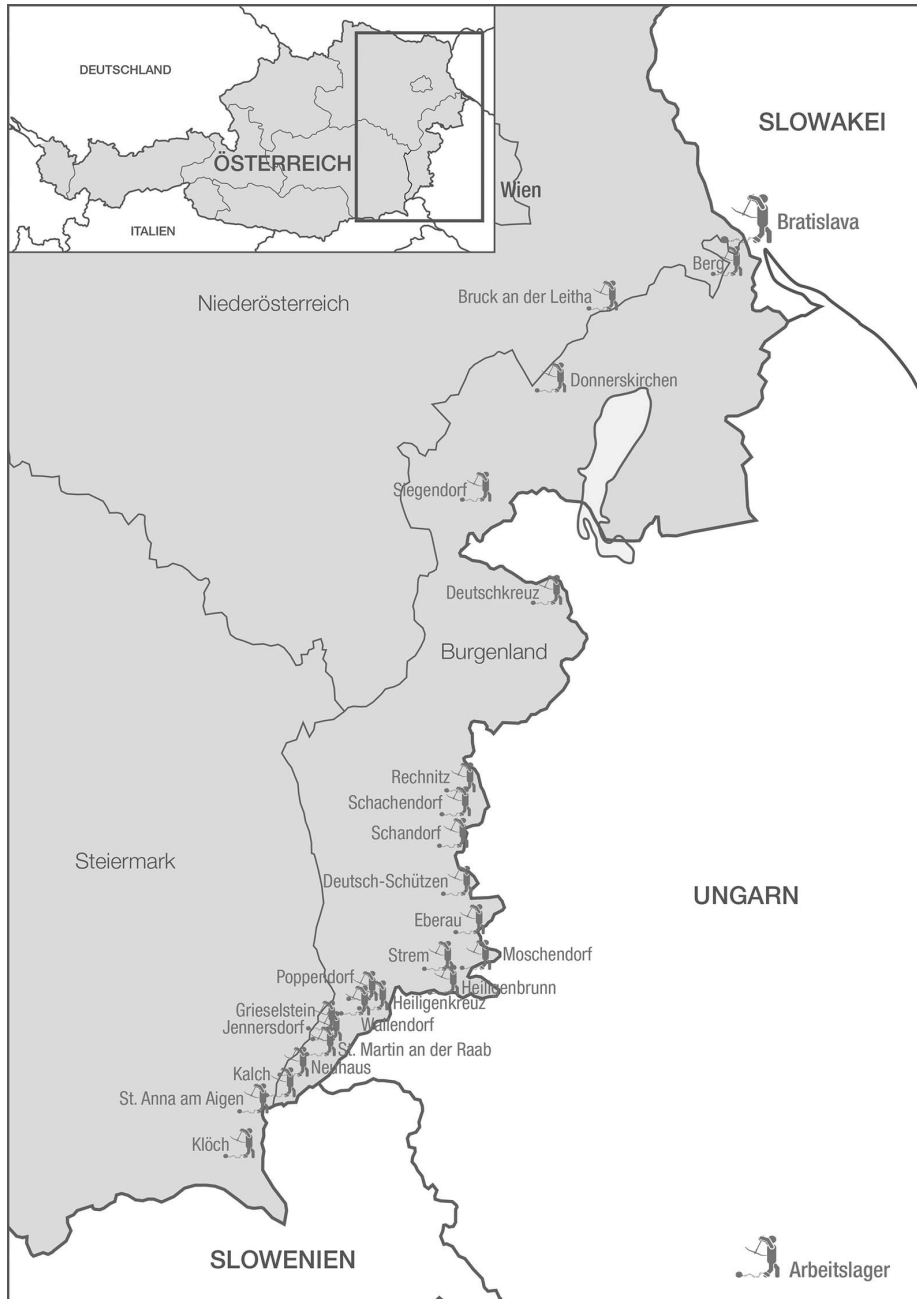 DEUTSCHLAND
ÖSTERREICH
ITALIEN
SLOWAKEI
Wien
Bratislava
Berg
Bruck an der Leitha
Niederösterreich
Donnerskirchen
Siegendorf
Deutschkreuz
Burgenland
Rechnitz
Schachendorf
Schandorf
Steiermark
Deutsch-Schützen
UNGARN
Eberau
Strem
Moschendorf
Poppendorf
Heiligenbrunn
Heiligenkreuz
Grieselstein
Jennersdorf
Wallendorf
St. Martin an der Raab
Neuhaus
Kalch
St. Anna am Aigen
Klöch
SLOWENIEN
Arbeitslager